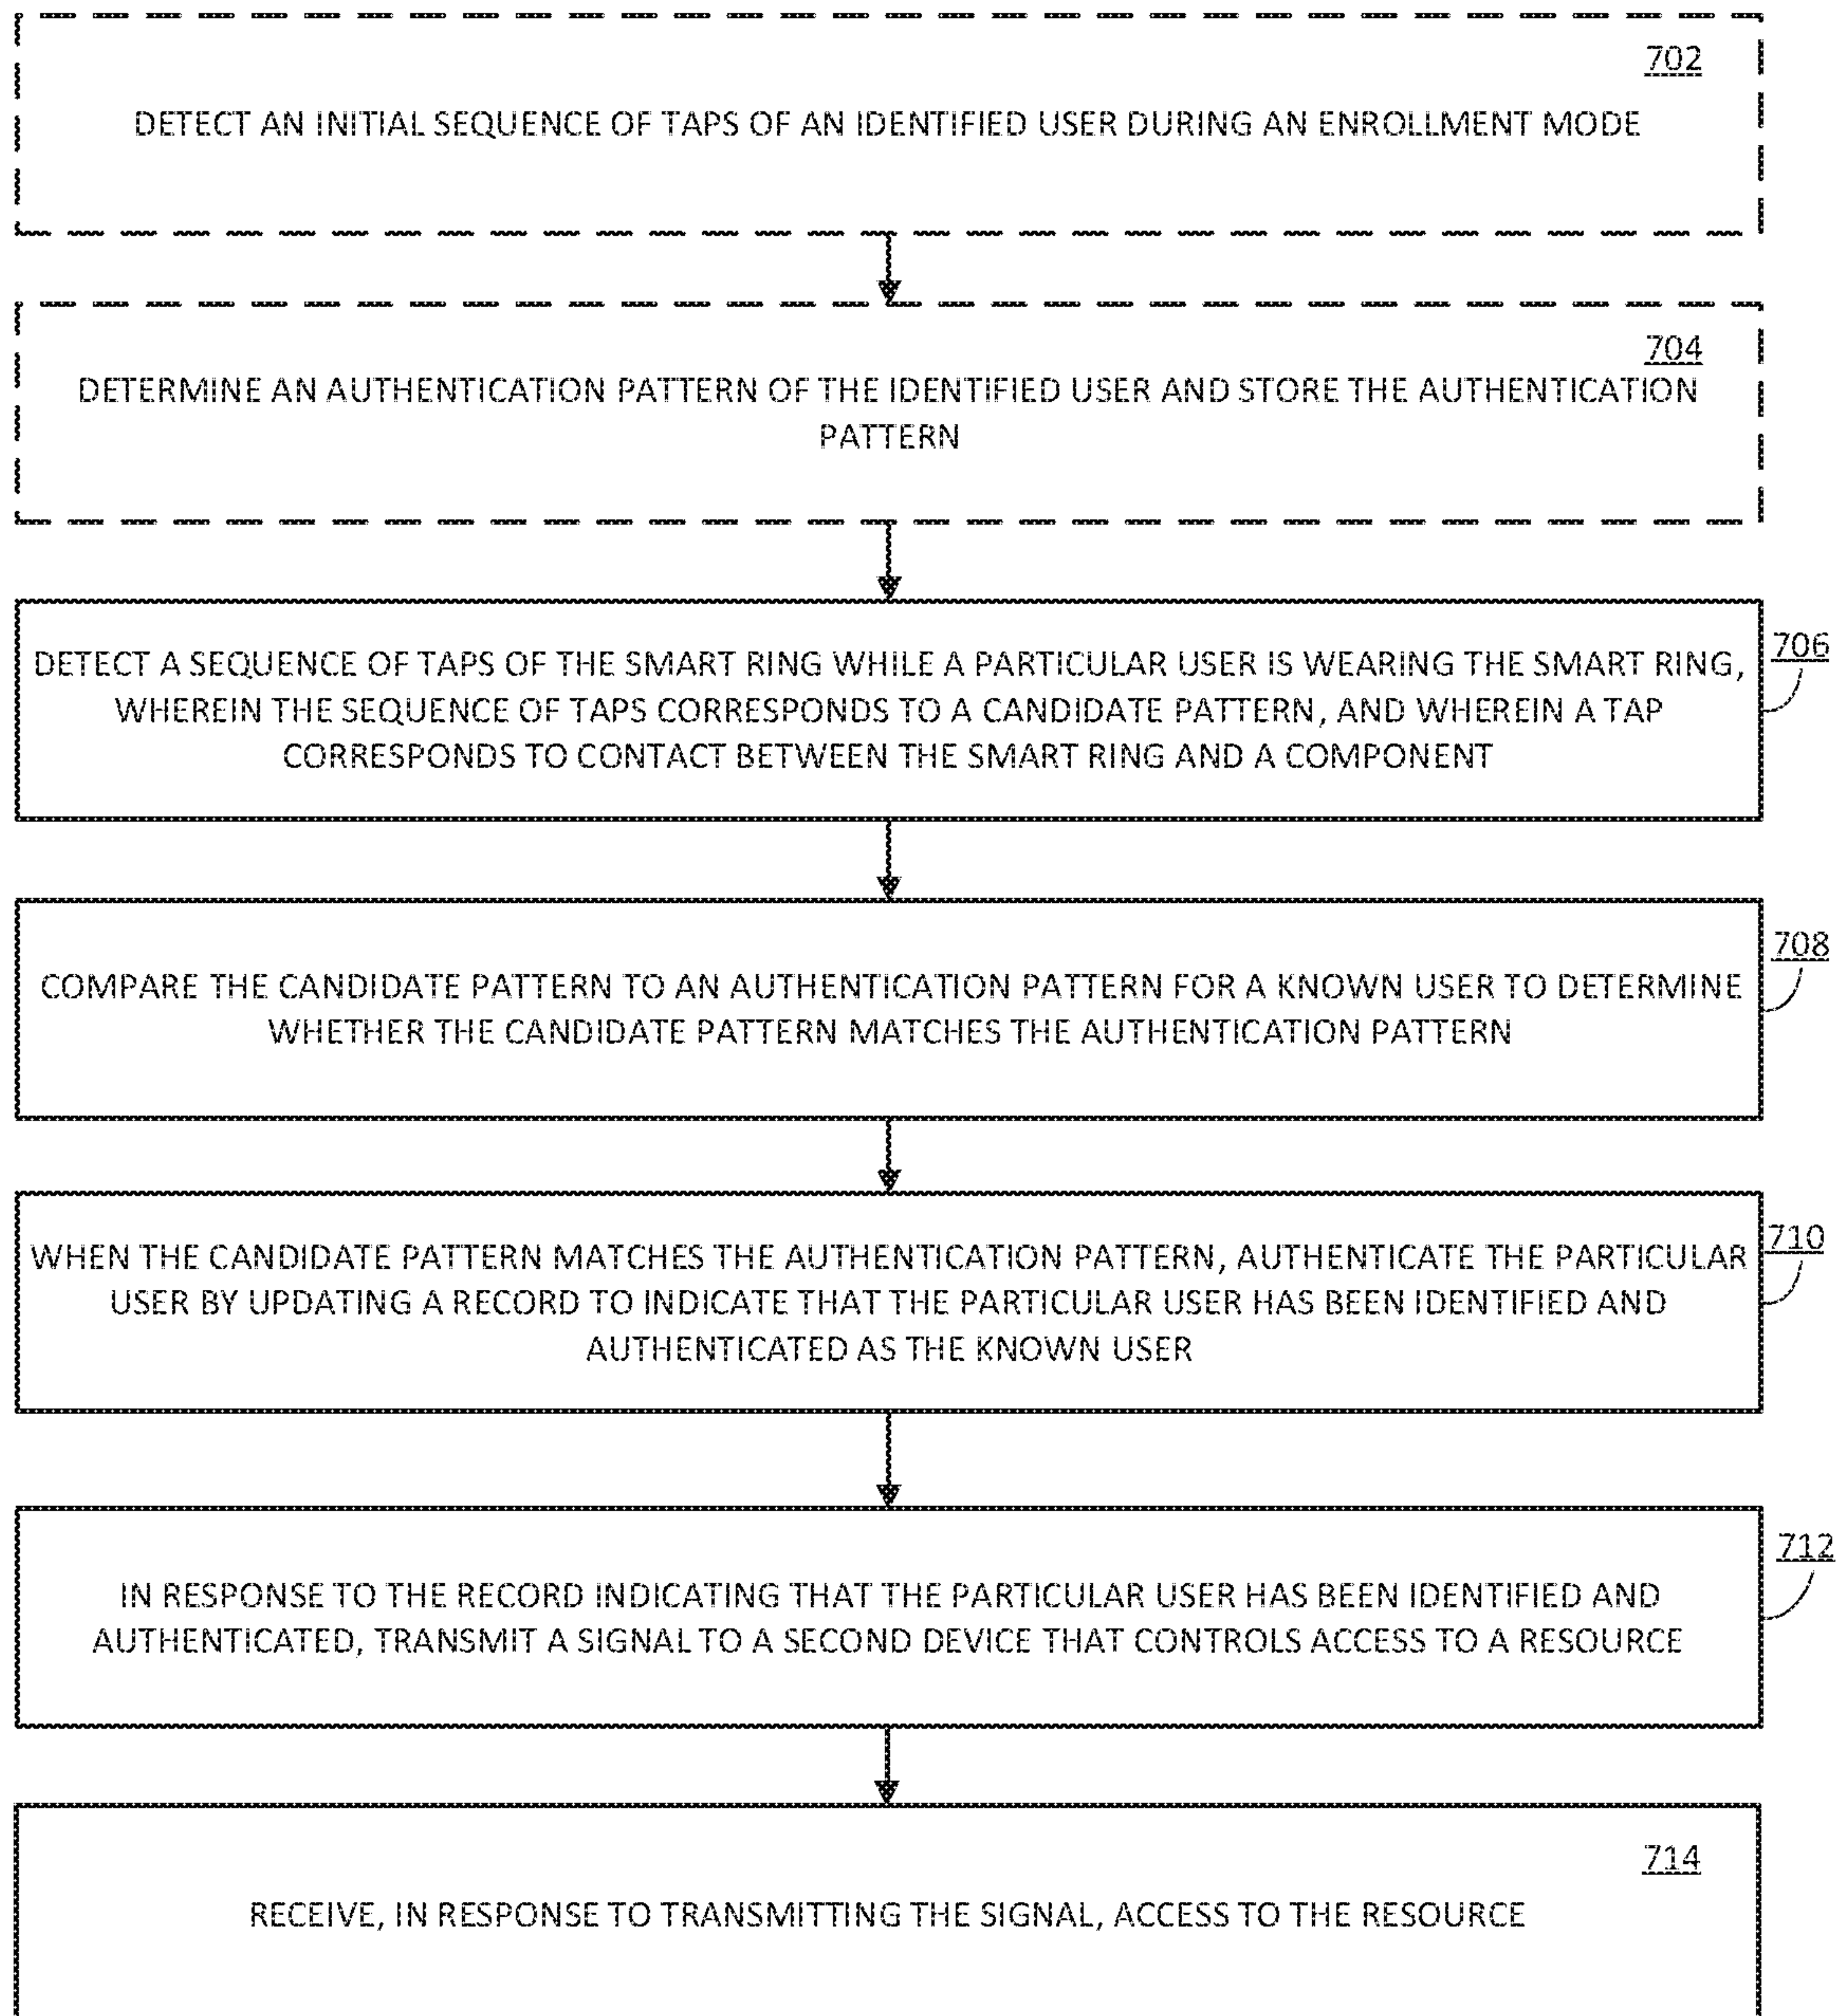 702
DETECT AN INITIAL SEQUENCE OF TAPS OF AN IDENTIFIED USER DURING AN ENROLLMENT MODE
704
DETERMINE AN AUTHENTICATION PATTERN OF THE IDENTIFIED USER AND STORE THE AUTHENTICATION
PATTERN
706
DETECT A SEQUENCE OF TAPS OF THE SMART RING WHILE A PARTICULAR USER IS WEARING THE SMART RING,
WHEREIN THE SEQUENCE OF TAPS CORRESPONDS TO A CANDIDATE PATTERN, AND WHEREIN A TAP
CORRESPONDS TO CONTACT BETWEEN THE SMART RING AND A COMPONENT
708
COMPARE THE CANDIDATE PATTERN TO AN AUTHENTICATION PATTERN FOR A KNOWN USER TO DETERMINE
WHETHER THE CANDIDATE PATTERN MATCHES THE AUTHENTICATION PATTERN
710
WHEN THE CANDIDATE PATTERN MATCHES THE AUTHENTICATION PATTERN, AUTHENTICATE THE PARTICULAR
USER BY UPDATING A RECORD TO INDICATE THAT THE PARTICULAR USER HAS BEEN IDENTIFIED AND
AUTHENTICATED AS THE KNOWN USER
712
IN RESPONSE TO THE RECORD INDICATING THAT THE PARTICULAR USER HAS BEEN IDENTIFIED AND
AUTHENTICATED, TRANSMIT A SIGNAL TO A SECOND DEVICE THAT CONTROLS ACCESS TO A RESOURCE
714
RECEIVE, IN RESPONSE TO TRANSMITTING THE SIGNAL, ACCESS TO THE RESOURCE